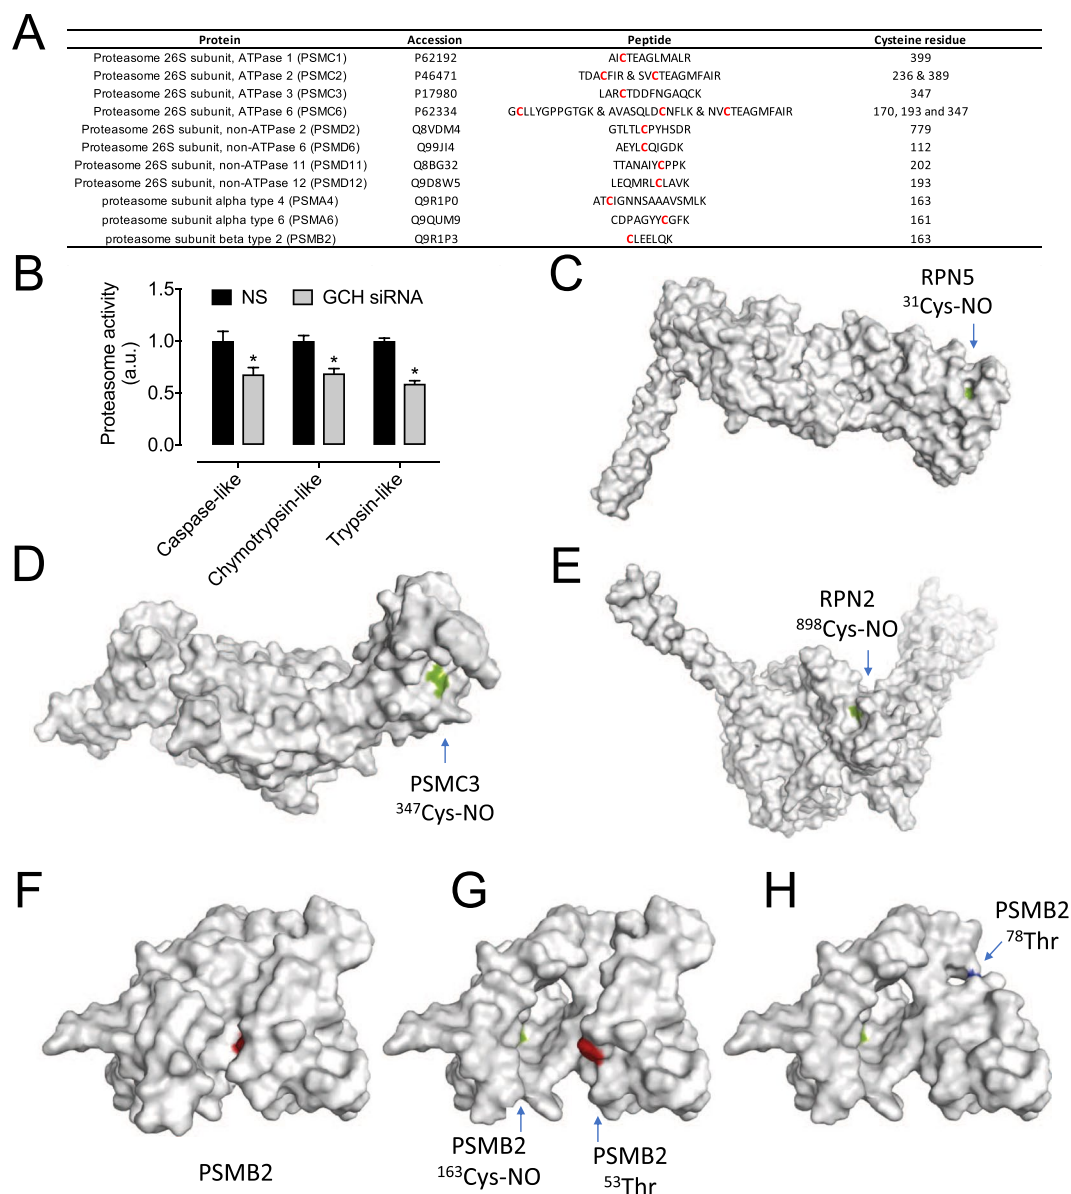 A
Protein Accession Peptide Cysteine residue
Proteasome 26S subunit, ATPase 1 (PSMC1) P62192 AICTEAGLMALR 399
Proteasome 26S subunit, ATPase 2 (PSMC2) P46471 TDACFIR & SVCTEAGMFAIR 236 & 389
Proteasome 26S subunit, ATPase 3 (PSMC3) P17980 LARCTDDFNGAQCK 347
Proteasome 26S subunit, ATPase 6 (PSMC6) P62334 GCLLYGPPGTGK & AVASQLDCNFLK & NVCTEAGMFAIR 170, 193 and 347
Proteasome 26S subunit, non-ATPase 2 (PSMD2) Q8VDM4 GTLTLCPYHSDR 779
Proteasome 26S subunit, non-ATPase 6 (PSMD6) Q99JI4 AEYLCQIGDK 112
Proteasome 26S subunit, non-ATPase 11 (PSMD11) Q8BG32 TTANAIYCPPK 202
Proteasome 26S subunit, non-ATPase 12 (PSMD12) Q9D8W5 LEQMRLCLAVK 193
proteasome subunit alpha type 4 (PSMA4) Q9R1P0 ATCIGNNSAAAVSMLK 163
proteasome subunit alpha type 6 (PSMA6) Q9QUM9 CDPAGYYCGFK 161
proteasome subunit beta type 2 (PSMB2) Q9R1P3 CLEELQK 163
B
Proteasome activity
(a.u.)
1.5
1.0
0.5
0.0
NS GCH siRNA
*
*
*
Caspase-like
Chymotrypsin-like
Trypsin-like
C
RPN5
31Cys-NO
D
PSMC3
347Cys-NO
E
RPN2
898Cys-NO
F
PSMB2
G
PSMB2
163Cys-NO
PSMB2
53Thr
H
PSMB2
78Thr